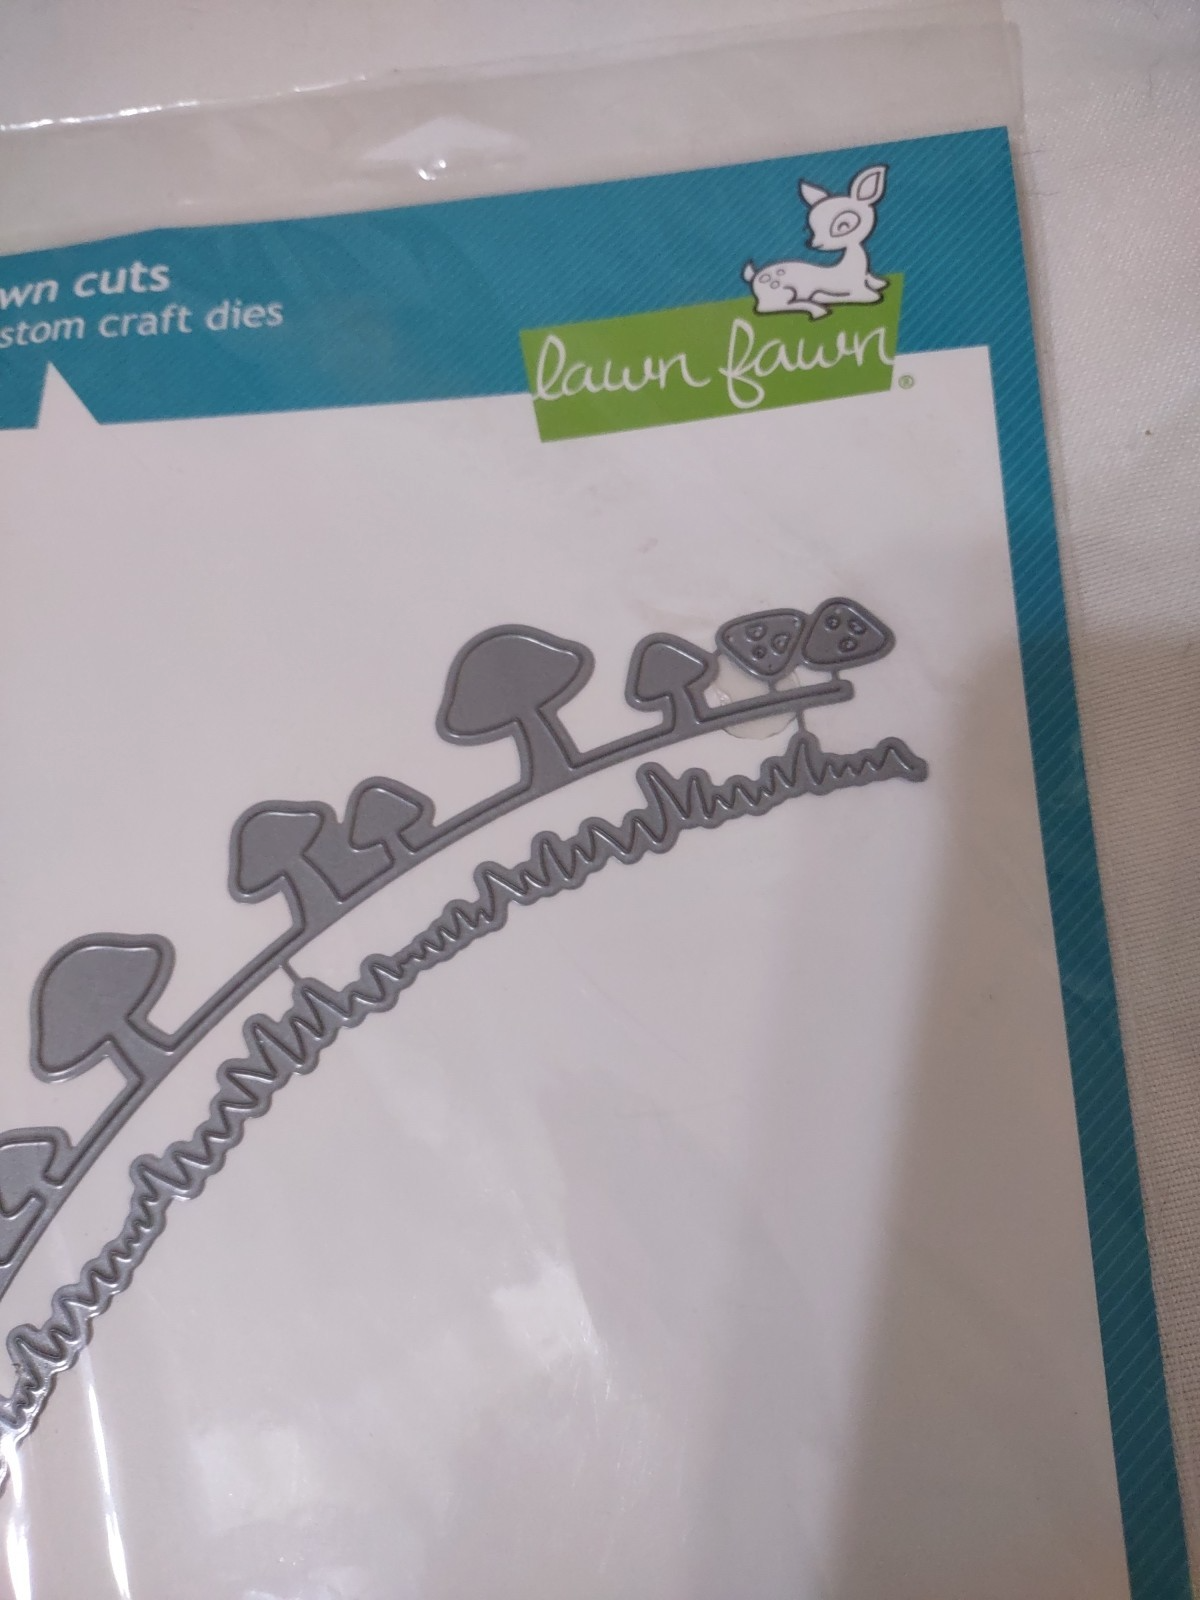 wn cuts
stom craft dies
lawn fawn
®